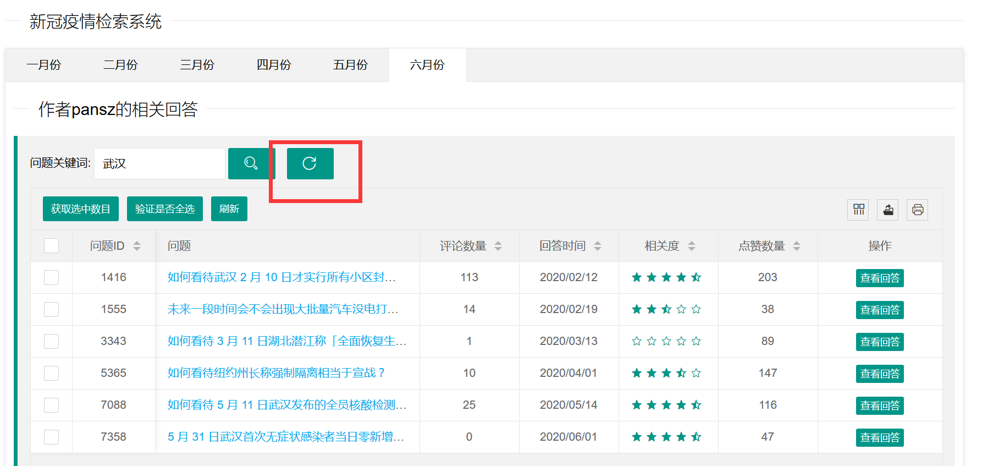 新冠疫情检索系统
一月份 二月份 三月份 四月份 五月份 六月份
作者pansz的相关回答
问题关键词: 武汉
获取选中数目 验证是否全选 刷新
问题ID 问题 评论数量 回答时间 相关度 点赞数量 操作
1416 如何看待武汉 2 月 10 日才实行所有小区封... 113 2020/02/12 203 查看回答
1555 未来一段时间会不会出现大批量汽车没电打... 14 2020/02/19 38 查看回答
3343 如何看待 3 月 11 日湖北潜江称「全面恢复生... 1 2020/03/13 89 查看回答
5365 如何看待纽约州长称强制隔离相当于宣战？ 10 2020/04/01 147 查看回答
7088 如何看待 5 月 11 日武汉发布的全员核酸检测... 25 2020/05/14 116 查看回答
7358 5 月 31 日武汉首次无症状感染者当日零新增... 0 2020/06/01 47 查看回答